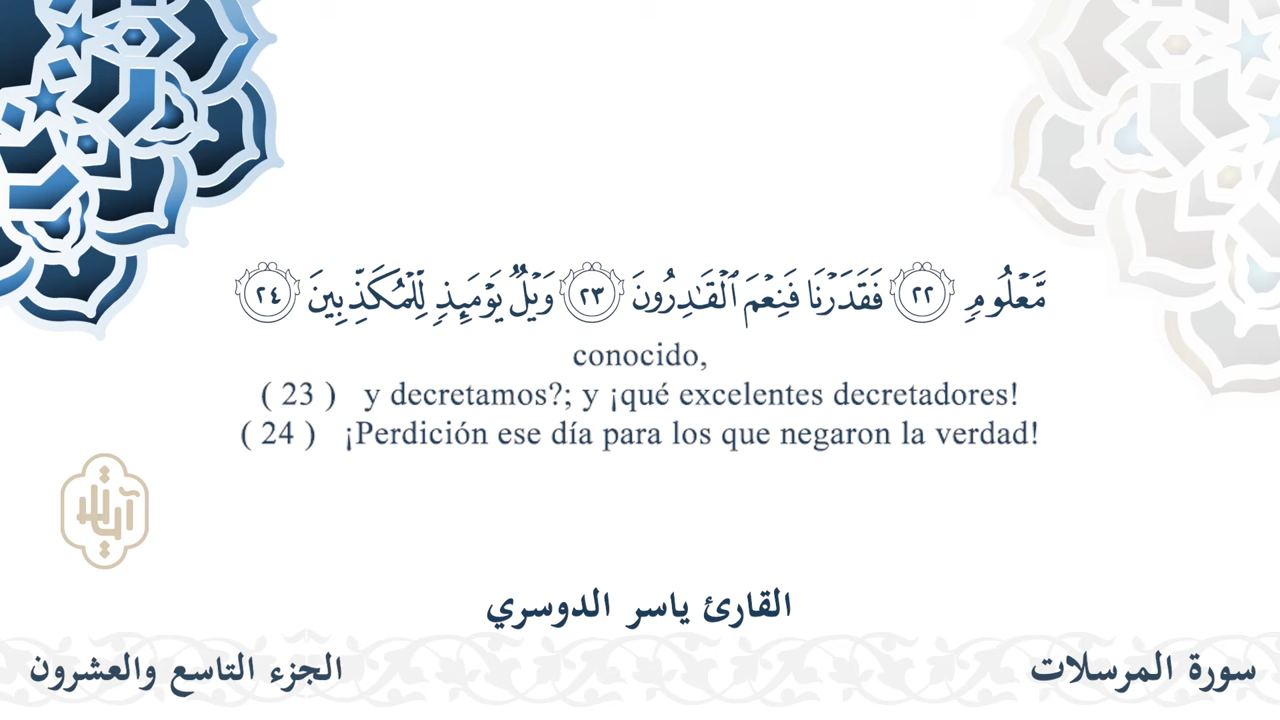 مَّعْلُومٍ ٢٢ فَقَدَرْنَا فَنِعْمَ ٱلْقَٰدِرُونَ ٢٣ وَيْلٌ يَوْمَئِذٍ لِّلْمُكَذِّبِينَ ٢٤
conocido,
( 23 ) y decretamos?; y ¡qué excelentes decretadores!
( 24 ) ¡Perdición ese día para los que negaron la verdad!
آيات
القارئ ياسر الدوسري
سورة المرسلات
الجزء التاسع والعشرون